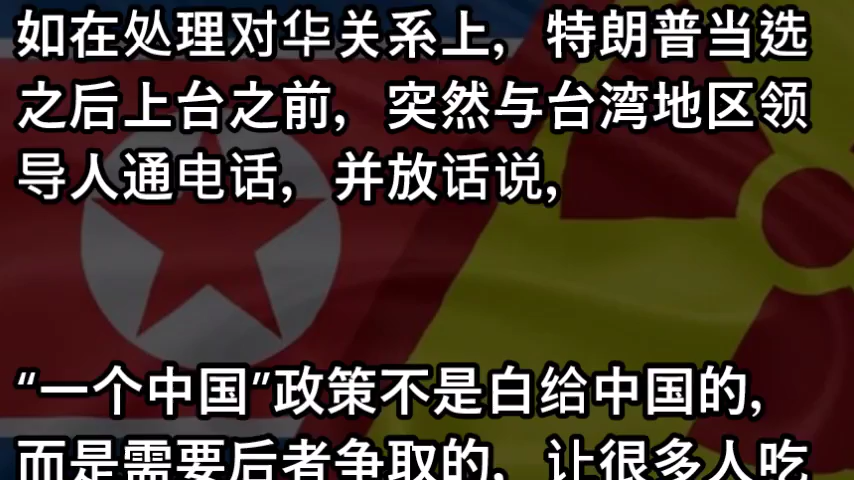 如在处理对华关系上，特朗普当选
之后上台之前，突然与台湾地区领
导人通电话，并放话说，
“一个中国”政策不是白给中国的，
而是需要后者争取的，让很多人吃